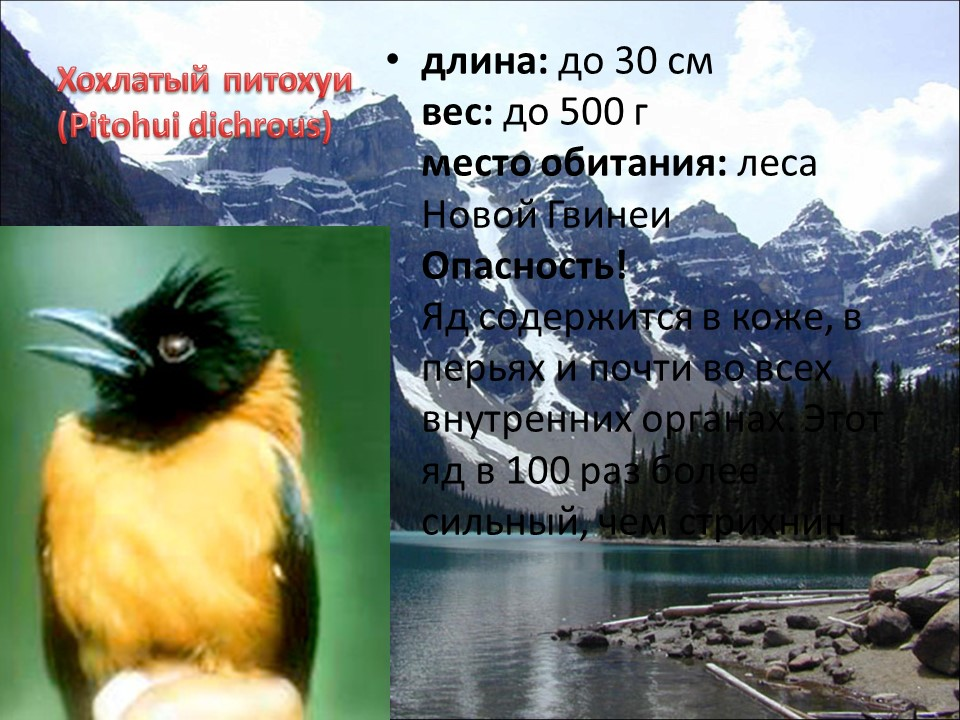 Хохлатый питохуи
(Pitohui dichrous)
• длина: до 30 см
вес: до 500 г
место обитания: леса
Новой Гвинеи
Опасность!
Яд содержится в коже, в
перьях и почти во всех
внутренних органах. Этот
яд в 100 раз более
сильный, чем стрихнин.